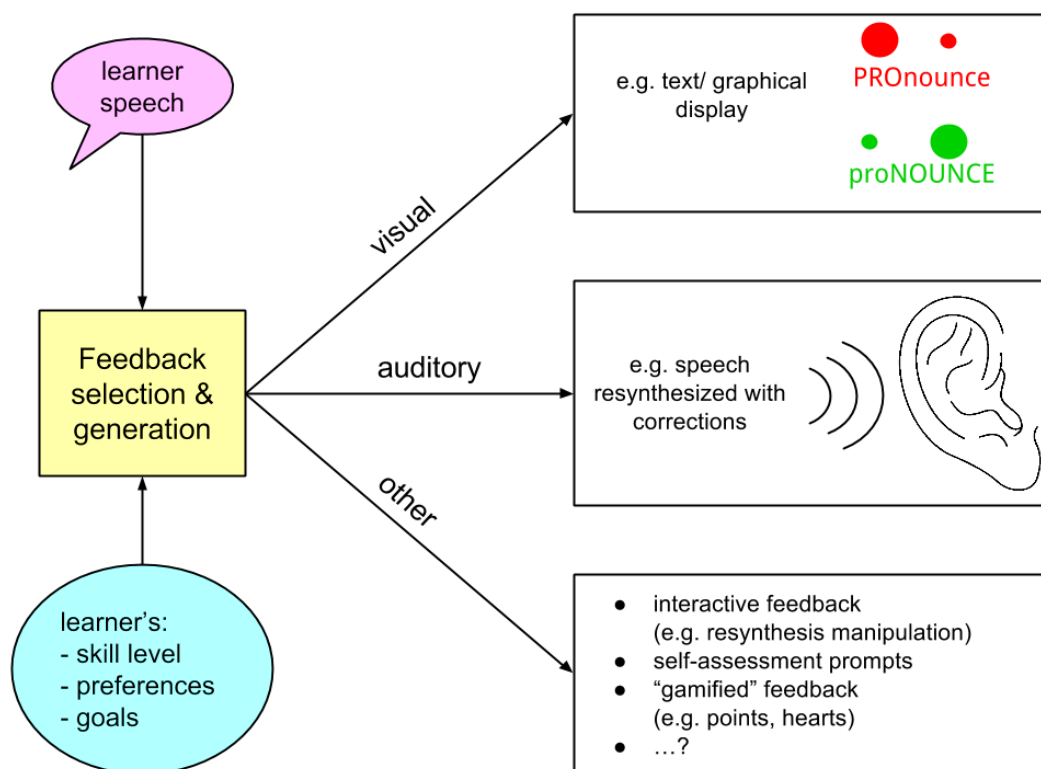 learner
speech
Feedback
selection &
generation
learner’s:
- skill level
- preferences
- goals
visual
auditory
other
e.g. text/ graphical
display
PROnounce
proNOUNCE
e.g. speech
resynthesized with
corrections
● interactive feedback
(e.g. resynthesis manipulation)
● self-assessment prompts
● “gamified” feedback
(e.g. points, hearts)
● …?